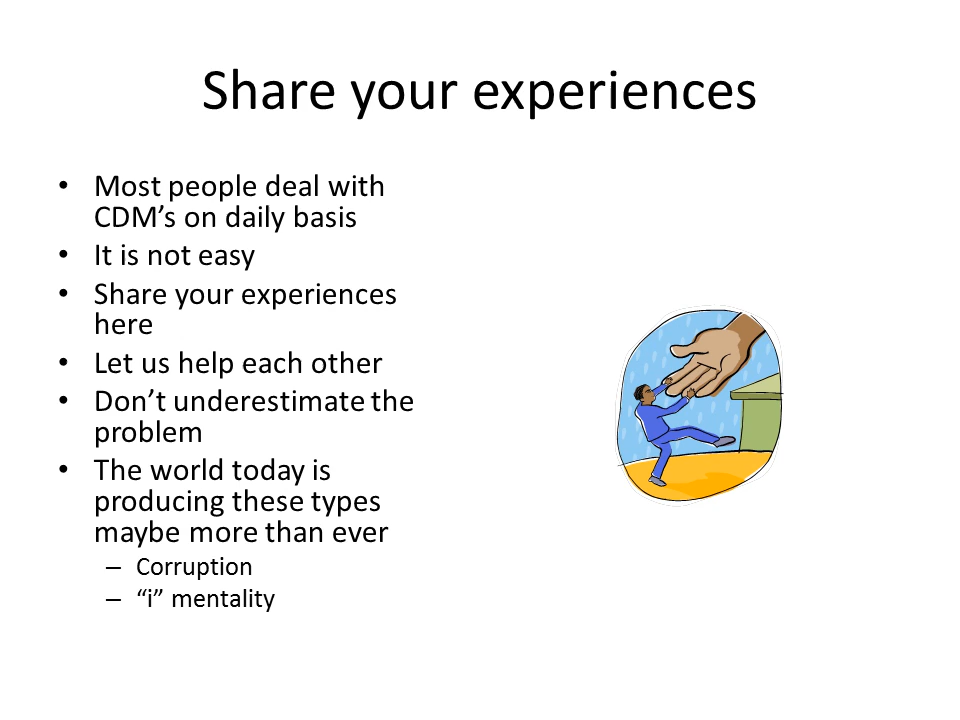 Share your experiences
• Most people deal with
CDM’s on daily basis
• It is not easy
• Share your experiences
here
• Let us help each other
• Don’t underestimate the
problem
• The world today is
producing these types
maybe more than ever
– Corruption
– “i” mentality